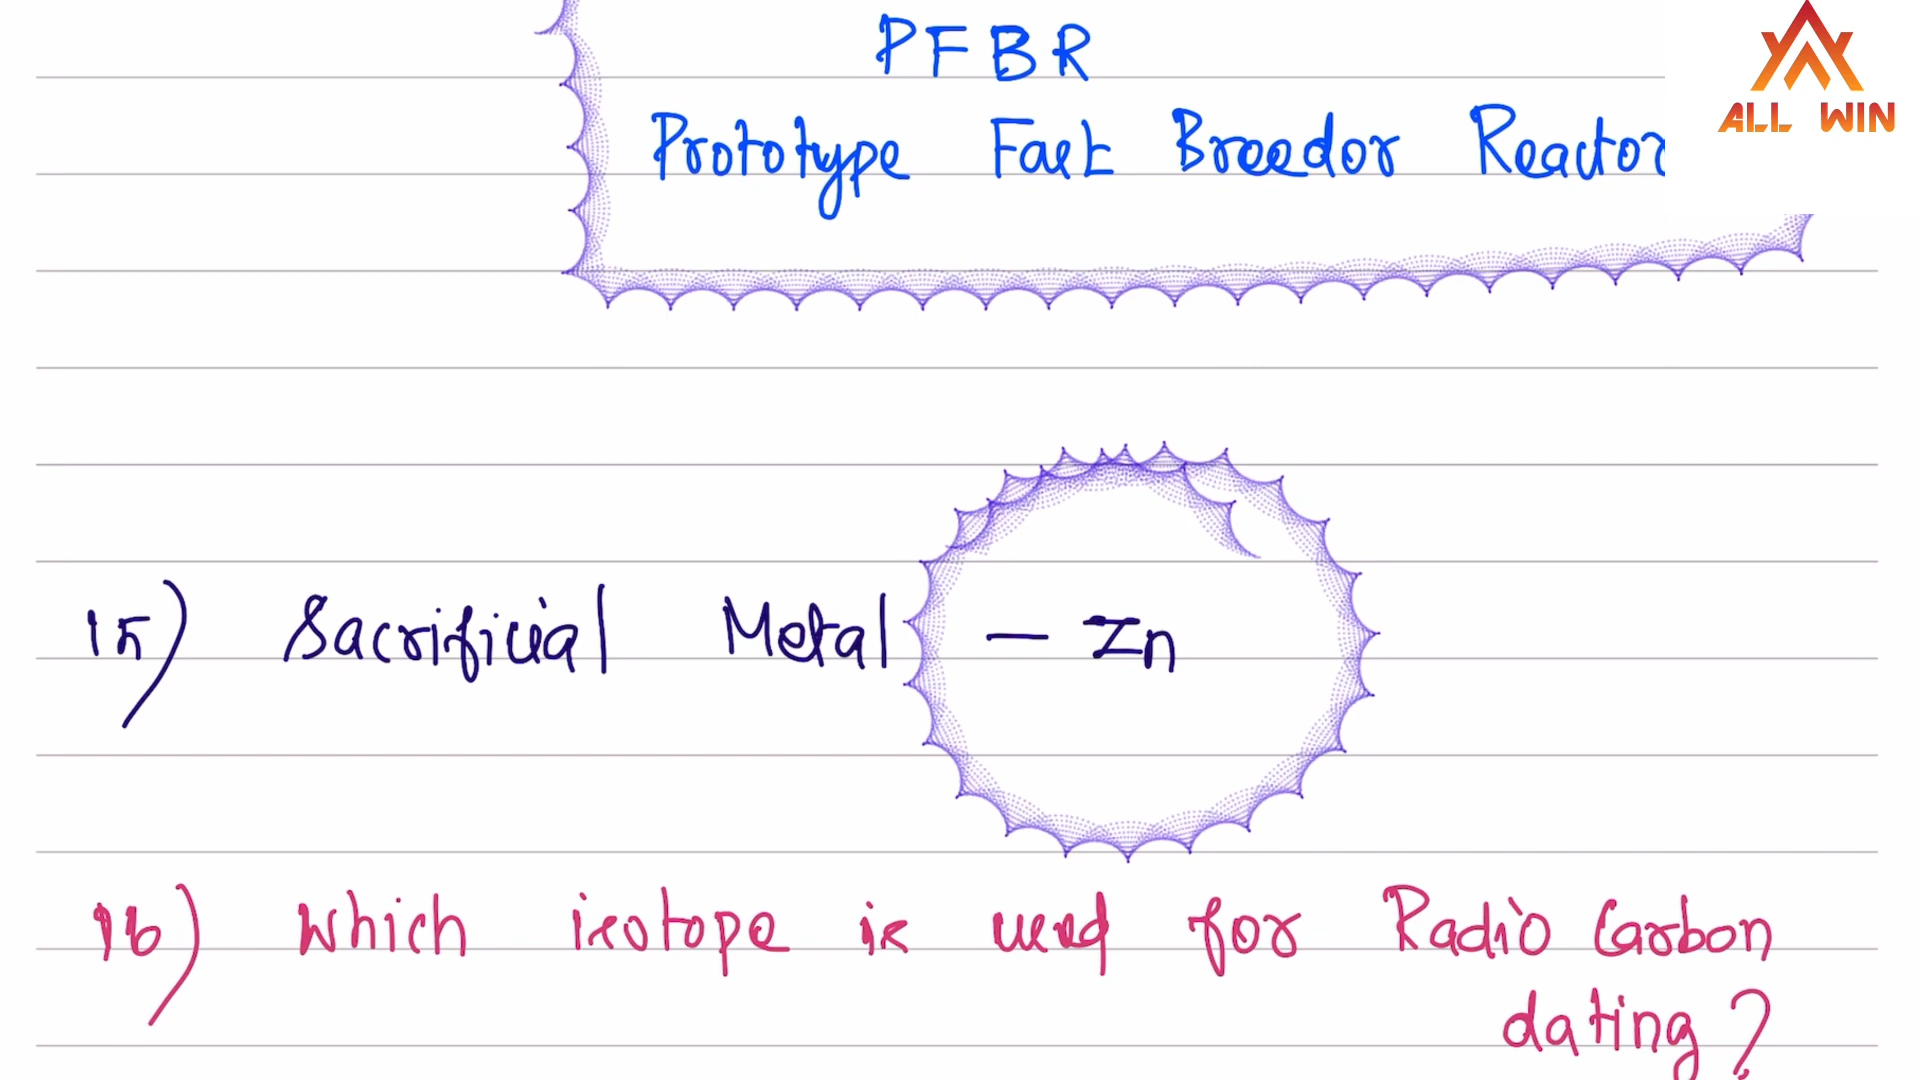 PFBR
ALL WIN
Prototype Fast Breedor Reactor
15) Sacrificial Metal - Zn
16) Which isotope is used for Radio Carbon
dating?